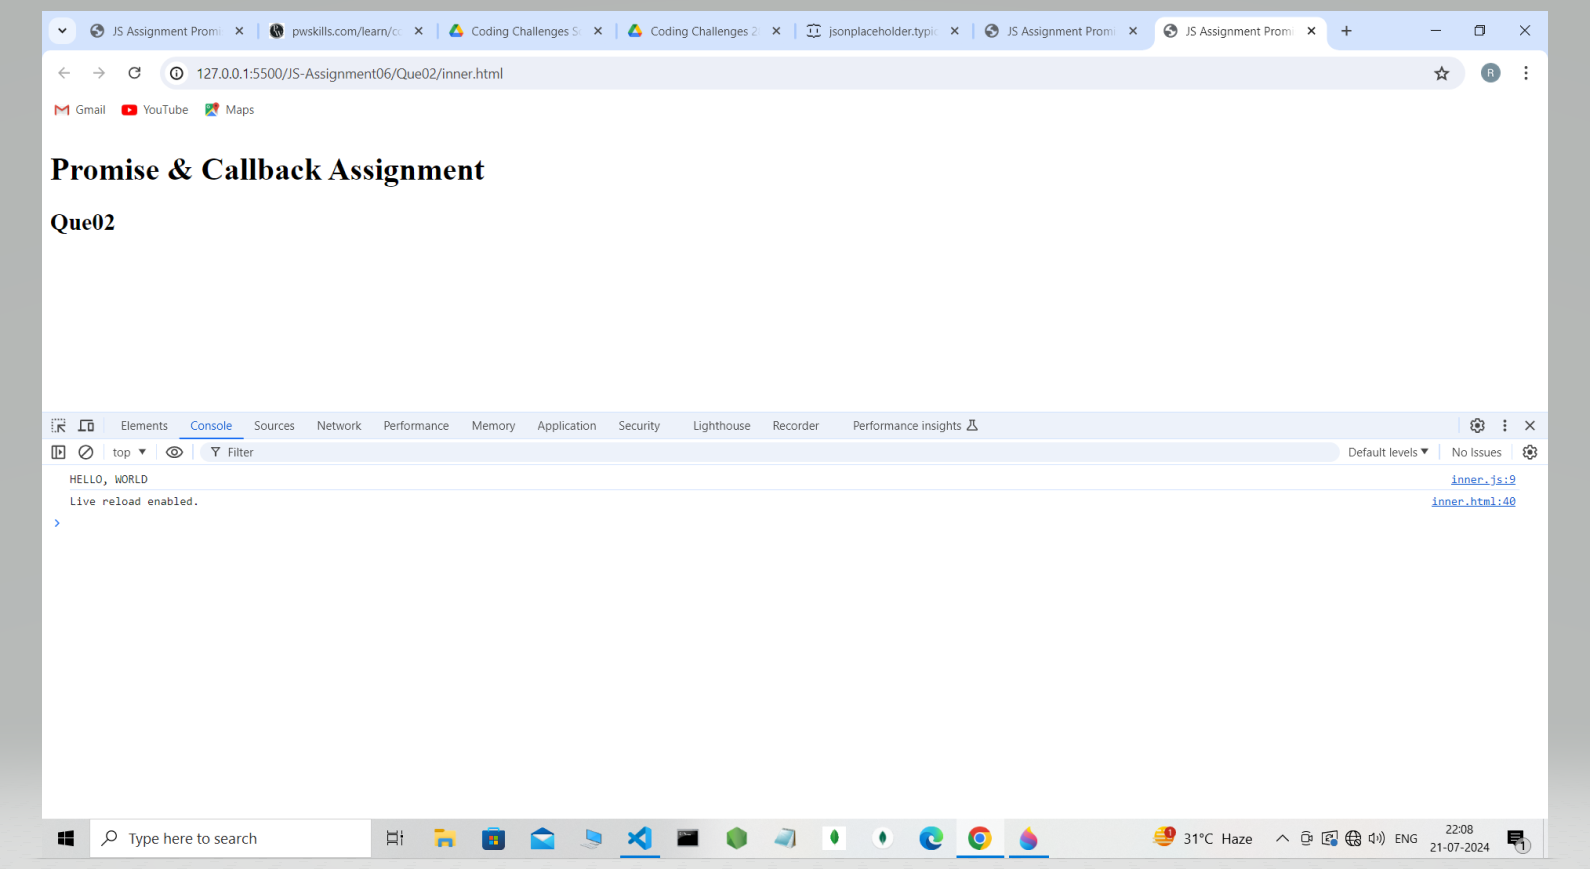 JS Assignment Promi
pwskills.com/learn/co
Coding Challenges S
Coding Challenges 2
jsonplaceholder.typic
JS Assignment Promi
JS Assignment Promi
127.0.0.1:5500/JS-Assignment06/Que02/inner.html
R
Gmail YouTube Maps
Promise & Callback Assignment
Que02
Elements Console Sources Network Performance Memory Application Security Lighthouse Recorder Performance insights
top Filter Default levels No Issues
HELLO, WORLD inner.js:9
Live reload enabled. inner.html:40
Type here to search
1
31°C Haze
ENG
22:08
21-07-2024
1